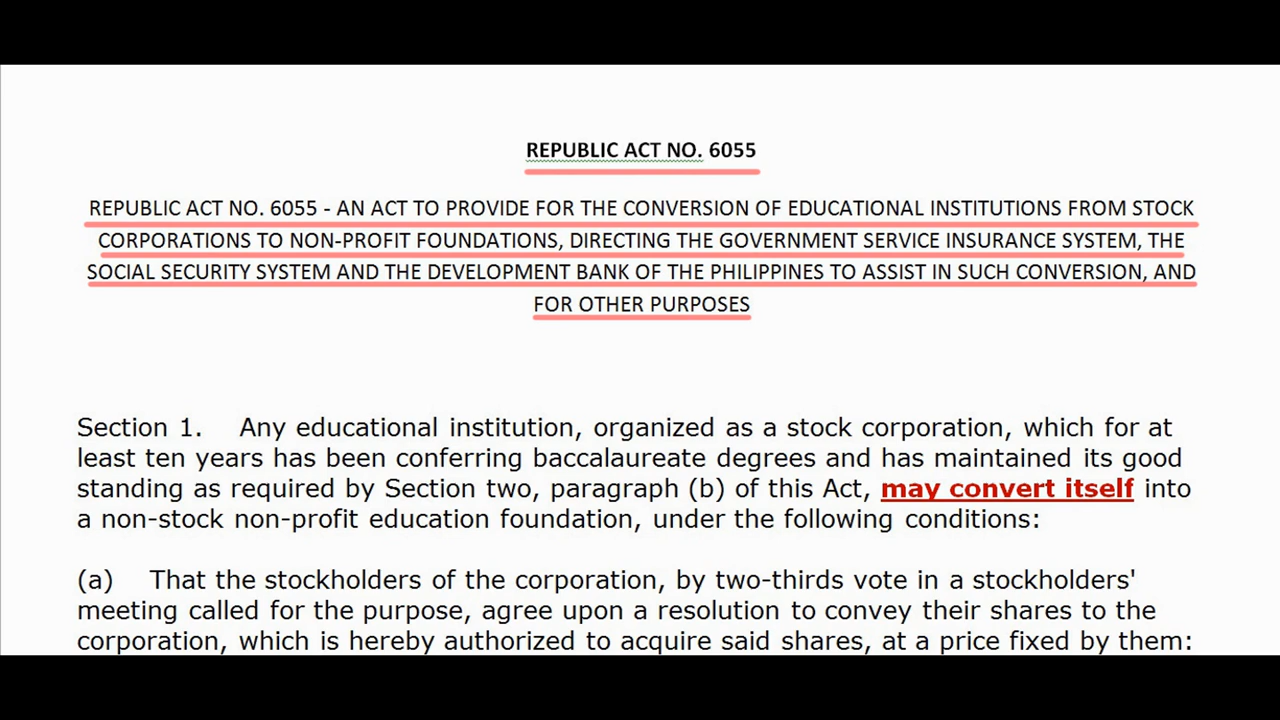 REPUBLIC ACT NO. 6055
REPUBLIC ACT NO. 6055 - AN ACT TO PROVIDE FOR THE CONVERSION OF EDUCATIONAL INSTITUTIONS FROM STOCK
CORPORATIONS TO NON-PROFIT FOUNDATIONS, DIRECTING THE GOVERNMENT SERVICE INSURANCE SYSTEM, THE
SOCIAL SECURITY SYSTEM AND THE DEVELOPMENT BANK OF THE PHILIPPINES TO ASSIST IN SUCH CONVERSION, AND
FOR OTHER PURPOSES
Section 1. Any educational institution, organized as a stock corporation, which for at
least ten years has been conferring baccalaureate degrees and has maintained its good
standing as required by Section two, paragraph (b) of this Act, may convert itself into
a non-stock non-profit education foundation, under the following conditions:
(a) That the stockholders of the corporation, by two-thirds vote in a stockholders'
meeting called for the purpose, agree upon a resolution to convey their shares to the
corporation, which is hereby authorized to acquire said shares, at a price fixed by them: